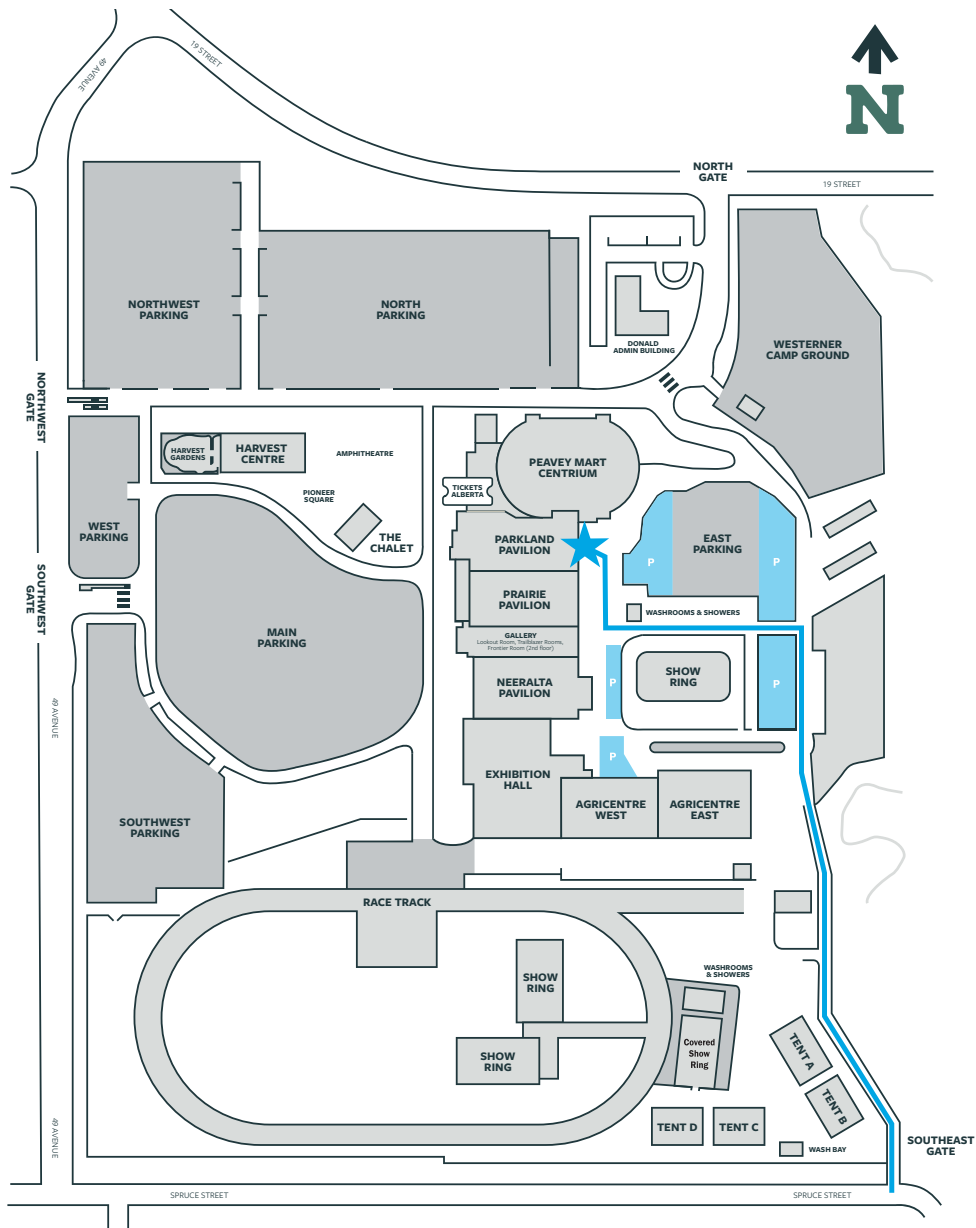 19 STREET
49 AVENUE
N
NORTH
GATE
19 STREET
NORTHWEST
PARKING
NORTH
PARKING
DONALD
ADMIN BUILDING
WESTERNER
CAMP GROUND
NORTHWEST
GATE
HARVEST
GARDENS
HARVEST
CENTRE
AMPHITHEATRE
PEAVEY MART
CENTRIUM
TICKETS
ALBERTA
PIONEER
SQUARE
THE
CHALET
WEST
PARKING
PARKLAND
PAVILION
P
EAST
PARKING
P
SOUTHWEST
GATE
PRAIRIE
PAVILION
WASHROOMS & SHOWERS
MAIN
PARKING
GALLERY
Lookout Room, Trailblazer Rooms,
Frontier Room (2nd floor)
NEERALTA
PAVILION
P
SHOW
RING
P
49 AVENUE
P
EXHIBITION
HALL
AGRICENTRE
WEST
AGRICENTRE
EAST
SOUTHWEST
PARKING
RACE TRACK
SHOW
RING
WASHROOMS
& SHOWERS
Covered
Show
Ring
SHOW
RING
TENT A
TENT B
TENT D
TENT C
WASH BAY
49 AVENUE
SOUTHEAST
GATE
SPRUCE STREET
SPRUCE STREET